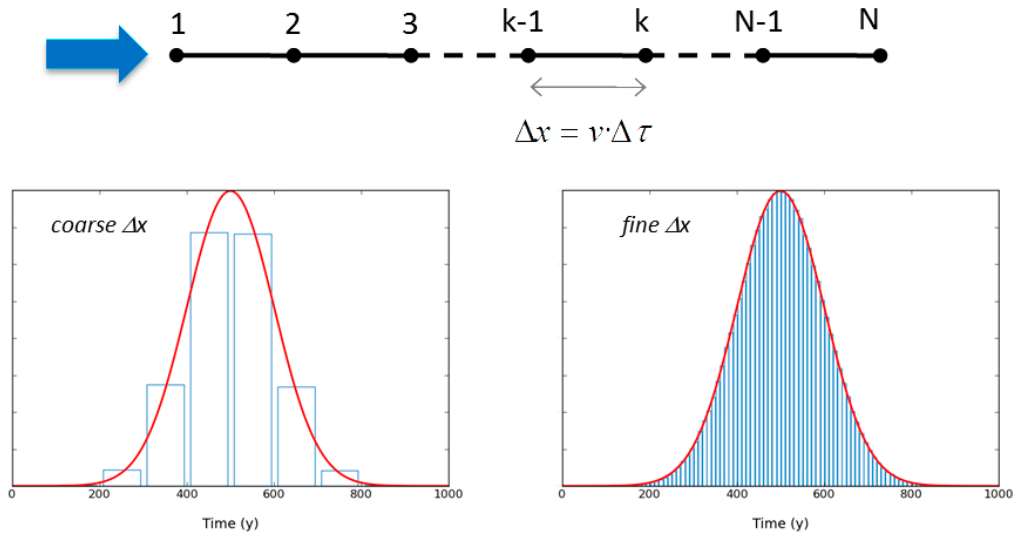 1 2 3 k-1 k N-1 N
Δx = v·Δτ
coarse Δx
0 200 400 600 800 1000
Time (y)
fine Δx
0 200 400 600 800 1000
Time (y)